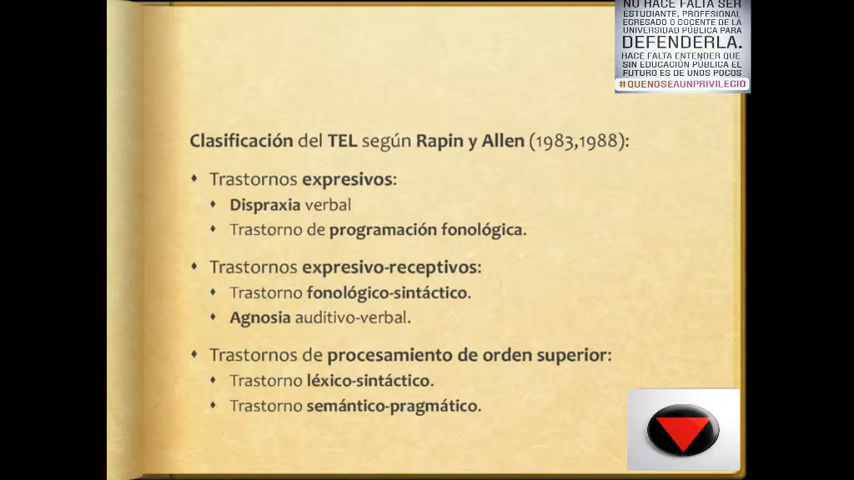 NO HACE FALTA SER
ESTUDIANTE, PROFESIONAL
EGRESADO O DOCENTE DE LA
UNIVERSIDAD PÚBLICA PARA
DEFENDERLA.
HACE FALTA ENTENDER QUE
SIN EDUCACIÓN PÚBLICA EL
FUTURO ES DE UNOS POCOS
#QUENOSEAUNPRIVILEGIO
Clasificación del TEL según Rapin y Allen (1983,1988):
Trastornos expresivos:
Dispraxia verbal
Trastorno de programación fonológica.
Trastornos expresivo-receptivos:
Trastorno fonológico-sintáctico.
Agnosia auditivo-verbal.
Trastornos de procesamiento de orden superior:
Trastorno léxico-sintáctico.
Trastorno semántico-pragmático.